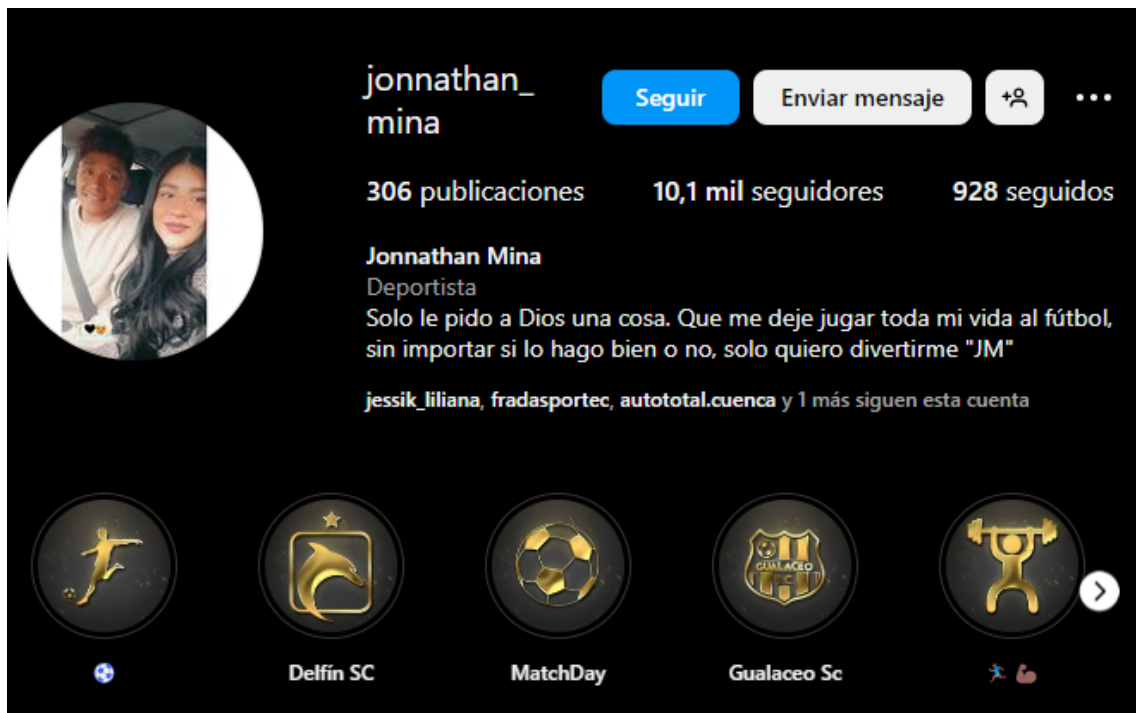 jonnathan_
mina
Seguir
Enviar mensaje
306 publicaciones
10,1 mil seguidores
928 seguidos
Jonnathan Mina
Deportista
Solo le pido a Dios una cosa. Que me deje jugar toda mi vida al fútbol,
sin importar si lo hago bien o no, solo quiero divertirme "JM"
jessik_liliana, fradasportec, autototal.cuenca y 1 más siguen esta cuenta
GUALACEO
S.C
⚽
Delfín SC
MatchDay
Gualaceo Sc
🏃🏾‍♂️ 💪🏾